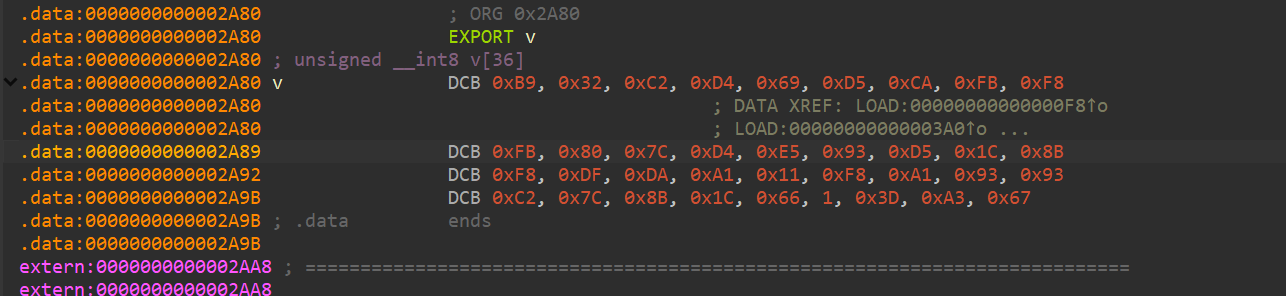 .data:0000000000002A80 ; ORG 0x2A80
.data:0000000000002A80 EXPORT v
.data:0000000000002A80 ; unsigned __int8 v[36]
.data:0000000000002A80 v DCB 0xB9, 0x32, 0xC2, 0xD4, 0x69, 0xD5, 0xCA, 0xFB, 0xF8
.data:0000000000002A80 ; DATA XREF: LOAD:00000000000000F8↑o
.data:0000000000002A80 ; LOAD:00000000000003A0↑o ...
.data:0000000000002A89 DCB 0xFB, 0x80, 0x7C, 0xD4, 0xE5, 0x93, 0xD5, 0x1C, 0x8B
.data:0000000000002A92 DCB 0xF8, 0xDF, 0xDA, 0xA1, 0x11, 0xF8, 0xA1, 0x93, 0x93
.data:0000000000002A9B DCB 0xC2, 0x7C, 0x8B, 0x1C, 0x66, 1, 0x3D, 0xA3, 0x67
.data:0000000000002A9B ; .data ends
.data:0000000000002A9B
extern:0000000000002AA8 ; ===========================================================================
extern:0000000000002AA8